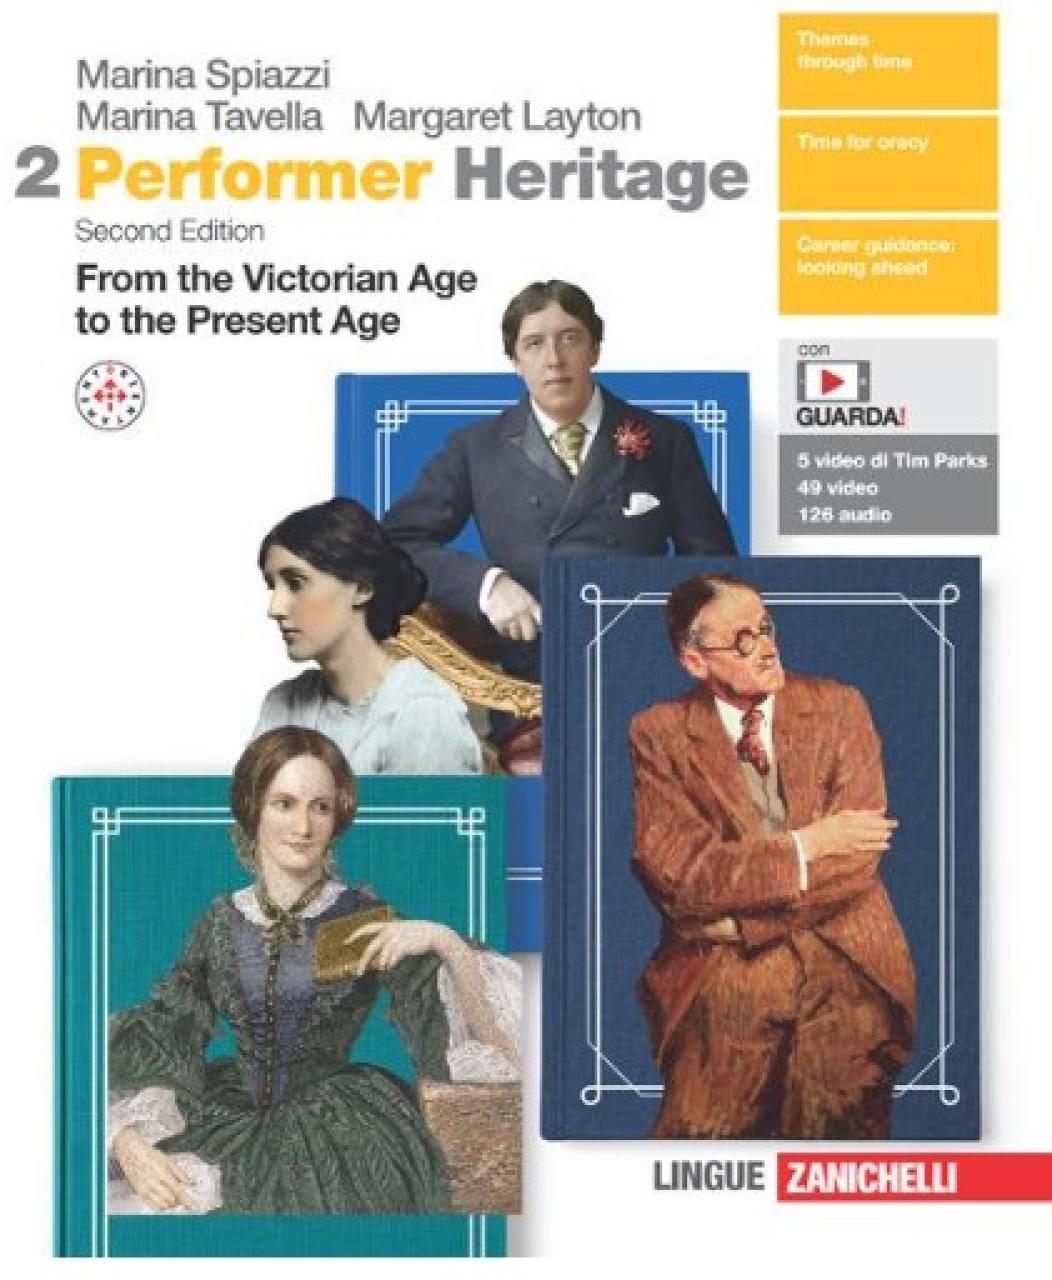 Marina Spiazzi
Marina Tavella Margaret Layton
2 Performer Heritage
Second Edition
From the Victorian Age
to the Present Age
Themes
through time
Time for oracy
Career guidance:
looking ahead
con
GUARDA!
5 video di Tim Parks
49 video
126 audio
LINGUE ZANICHELLI